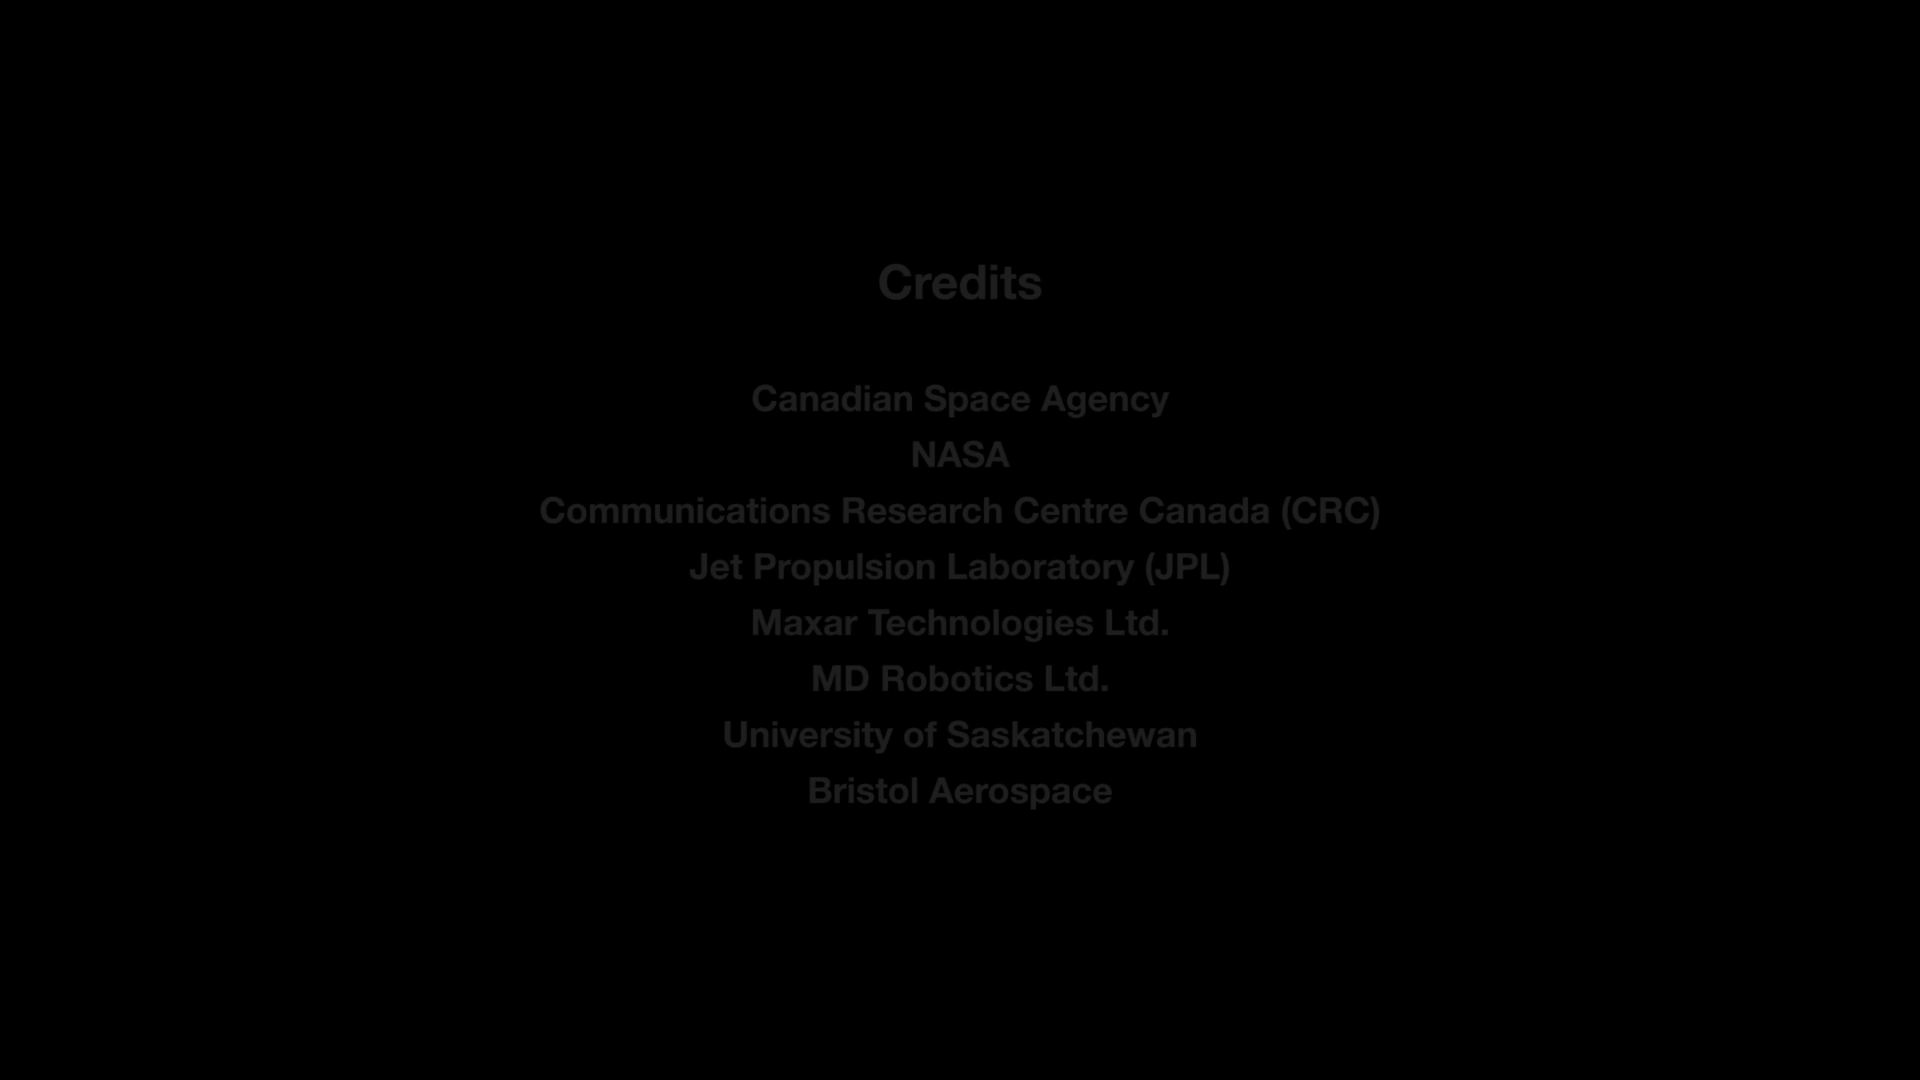 Credits
Canadian Space Agency
NASA
Communications Research Centre Canada (CRC)
Jet Propulsion Laboratory (JPL)
Maxar Technologies Ltd.
MD Robotics Ltd.
University of Saskatchewan
Bristol Aerospace